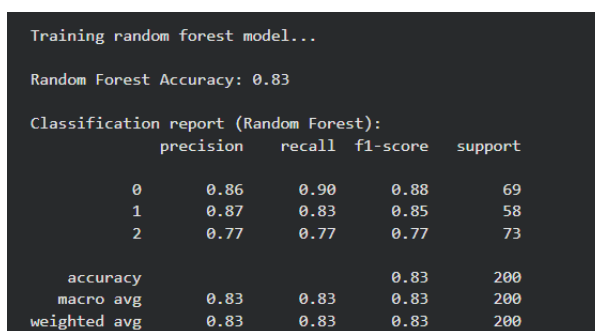 Training random forest model...
Random Forest Accuracy: 0.83
Classification report (Random Forest):
precision recall f1-score support
0 0.86 0.90 0.88 69
1 0.87 0.83 0.85 58
2 0.77 0.77 0.77 73
accuracy 0.83 200
macro avg 0.83 0.83 0.83 200
weighted avg 0.83 0.83 0.83 200